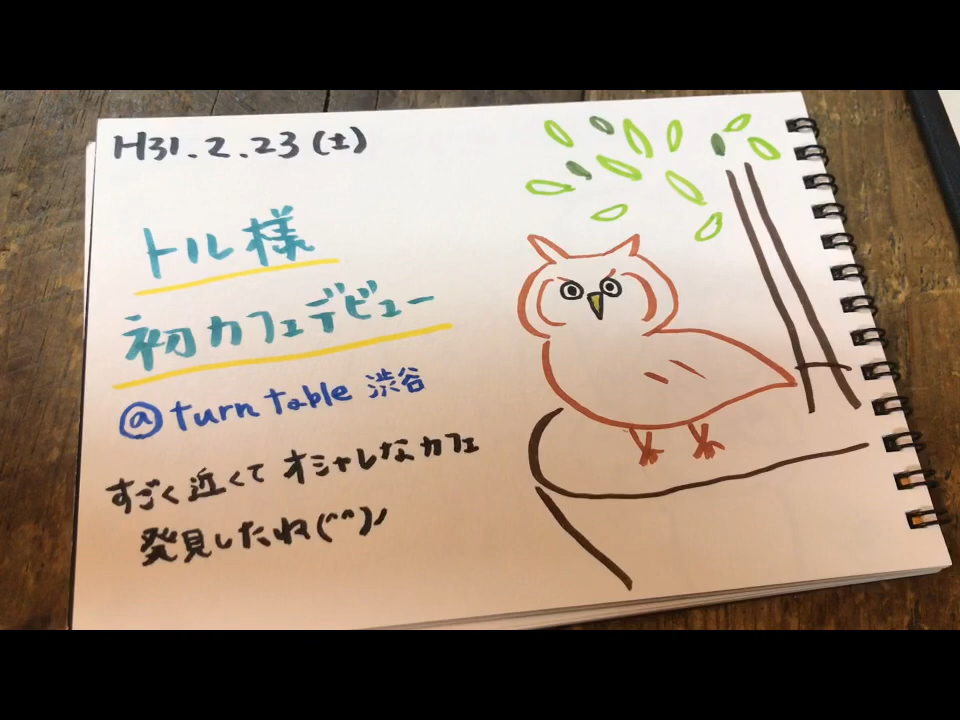 H31.2.23(土)
トル様
初カフェデビュー
@turn table 渋谷
すごく近くて オシャレなカフェ
発見したね(^^)ノ